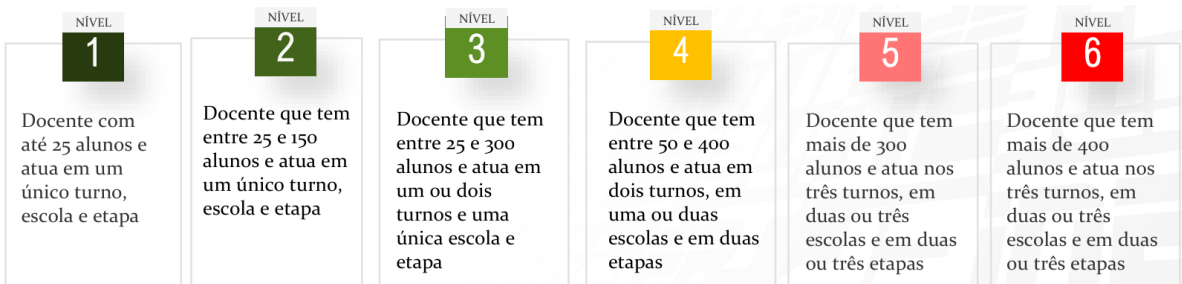 NÍVEL
1
Docente com
até 25 alunos e
atua em um
único turno,
escola e etapa
NÍVEL
2
Docente que tem
entre 25 e 150
alunos e atua em
um único turno,
escola e etapa
NÍVEL
3
Docente que tem
entre 25 e 300
alunos e atua em
um ou dois
turnos e uma
única escola e
etapa
NÍVEL
4
Docente que tem
entre 50 e 400
alunos e atua em
dois turnos, em
uma ou duas
escolas e em duas
etapas
NÍVEL
5
Docente que tem
mais de 300
alunos e atua nos
três turnos, em
duas ou três
escolas e em duas
ou três etapas
NÍVEL
6
Docente que tem
mais de 400
alunos e atua nos
três turnos, em
duas ou três
escolas e em duas
ou três etapas